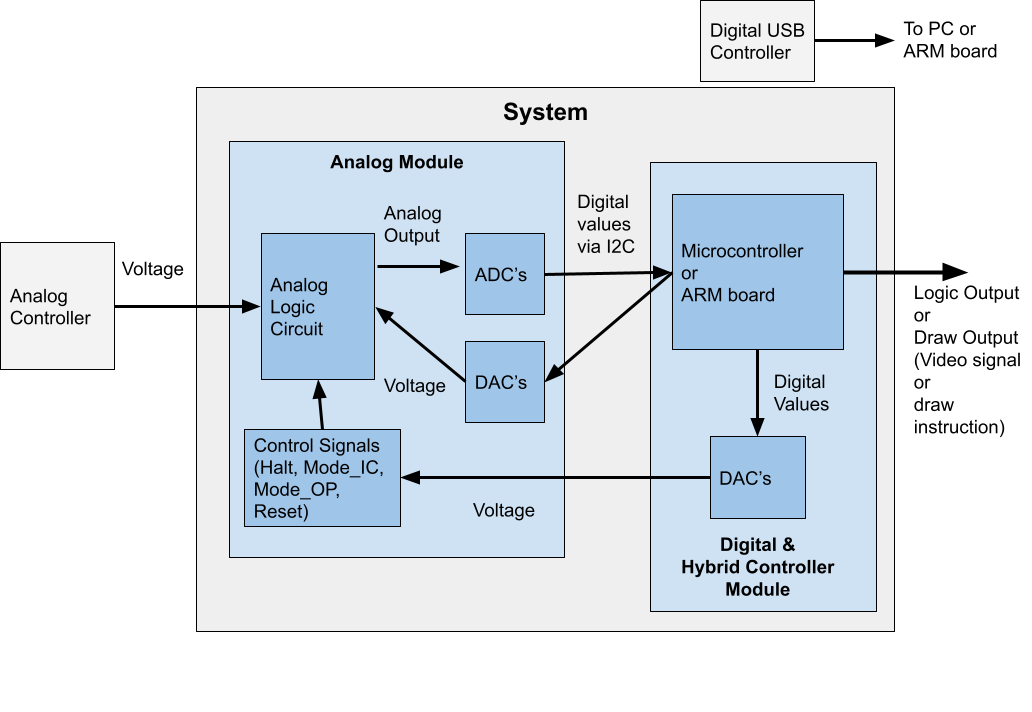 Digital USB
Controller
To PC or
ARM board
System
Analog Module
Analog
Controller
Voltage
Analog
Logic
Circuit
Analog
Output
ADC's
DAC's
Voltage
Control Signals
(Halt, Mode_IC,
Mode_OP,
Reset)
Digital
values
via I2C
Microcontroller
or
ARM board
Digital
Values
DAC's
Voltage
Digital &
Hybrid Controller
Module
Logic Output
or
Draw Output
(Video signal
or
draw
instruction)